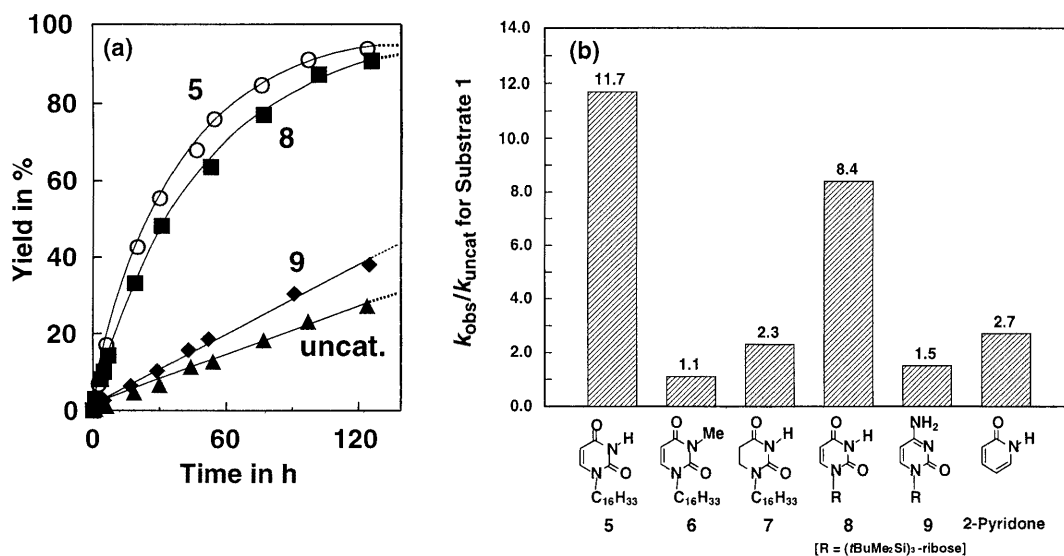 (a)
100
80
60
40
20
0
Yield in %
5
8
9
uncat.
0
60
120
Time in h
(b)
14.0
12.0
10.0
8.0
6.0
4.0
2.0
0.0
kobs/kuncat for Substrate 1
11.7
1.1
2.3
8.4
1.5
2.7
O N H N O C16H33
O N Me N O C16H33
O N H N O C16H33
O N H N O R
NH2 N N O R
O N H
5 6 7 8 9 2-Pyridone
[R = (tBuMe2Si)3-ribose]